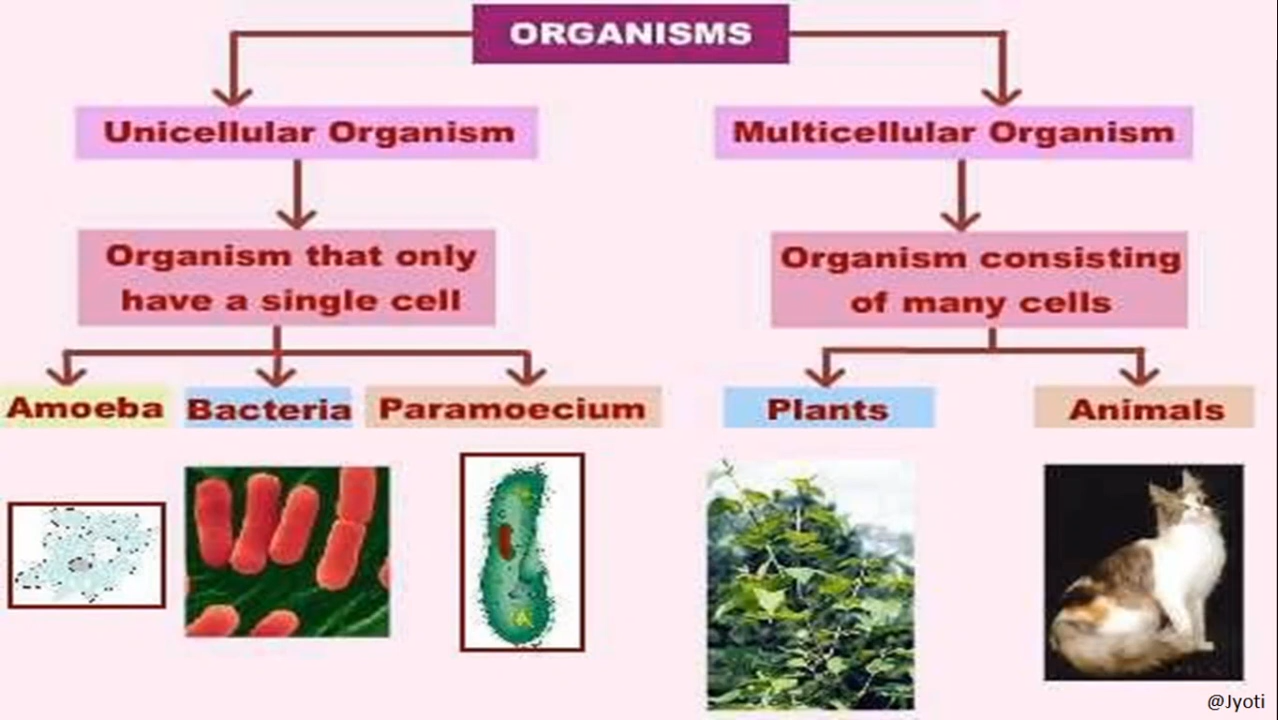 ORGANISMS
Unicellular Organism
Multicellular Organism
Organism that only
have a single cell
Organism consisting
of many cells
Amoeba
Bacteria
Paramoecium
Plants
Animals
@Jyoti